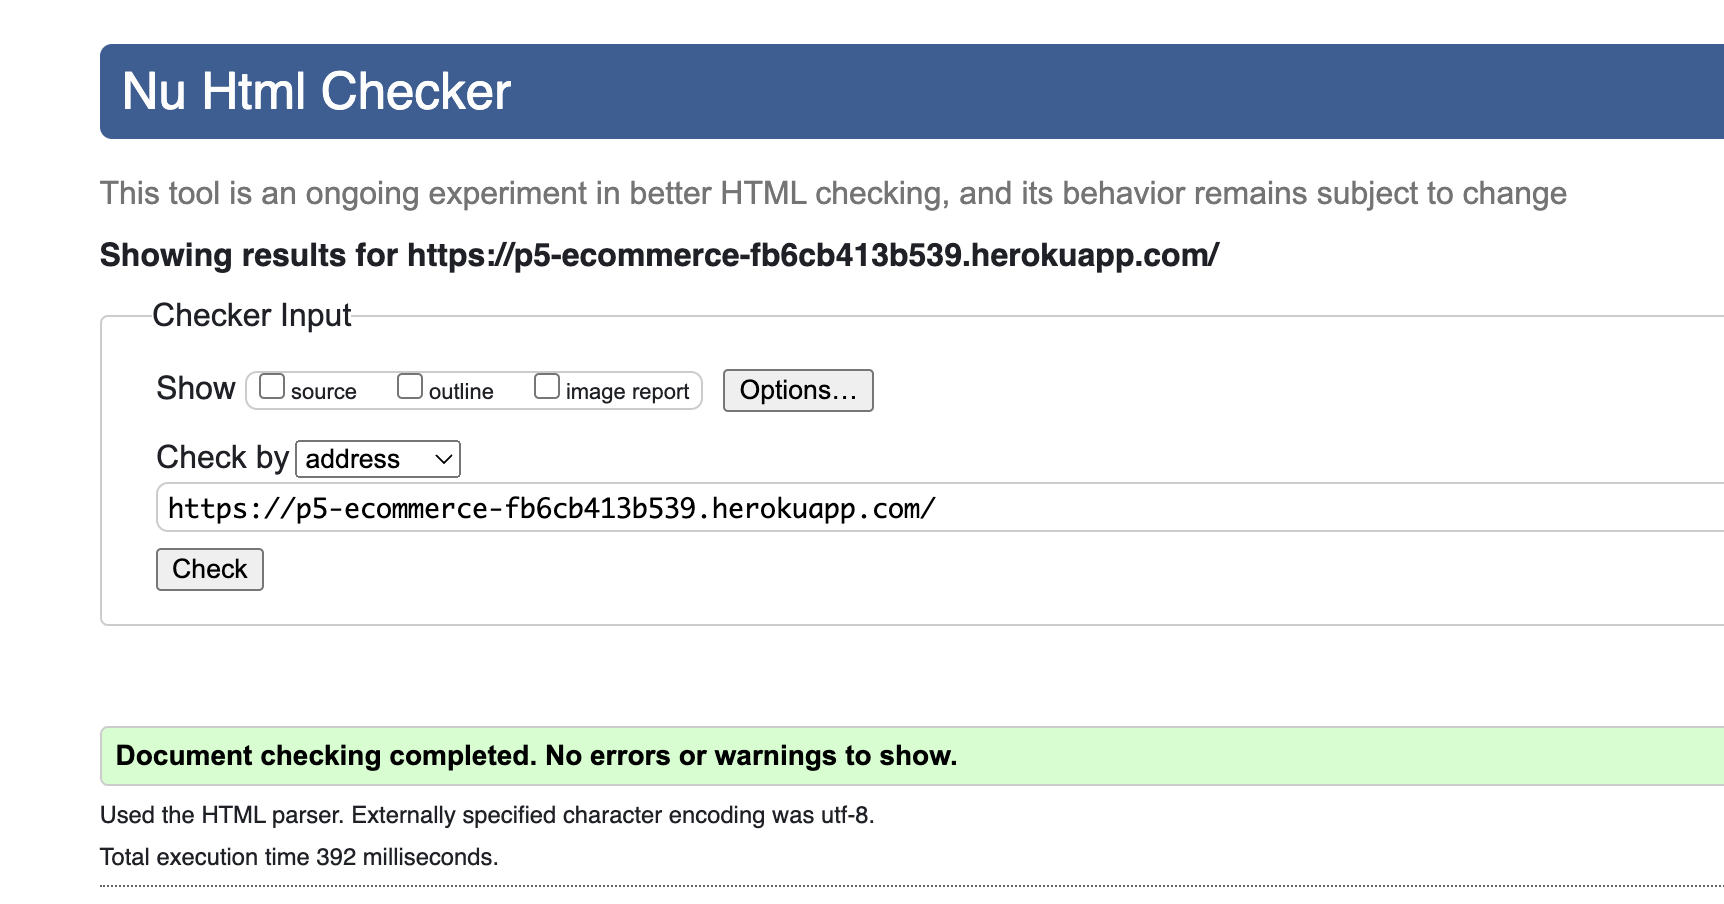 Nu Html Checker
This tool is an ongoing experiment in better HTML checking, and its behavior remains subject to change
Showing results for https://p5-ecommerce-fb6cb413b539.herokuapp.com/
Checker Input
Show source outline image report Options...
Check by address
https://p5-ecommerce-fb6cb413b539.herokuapp.com/
Check
Document checking completed. No errors or warnings to show.
Used the HTML parser. Externally specified character encoding was utf-8.
Total execution time 392 milliseconds.